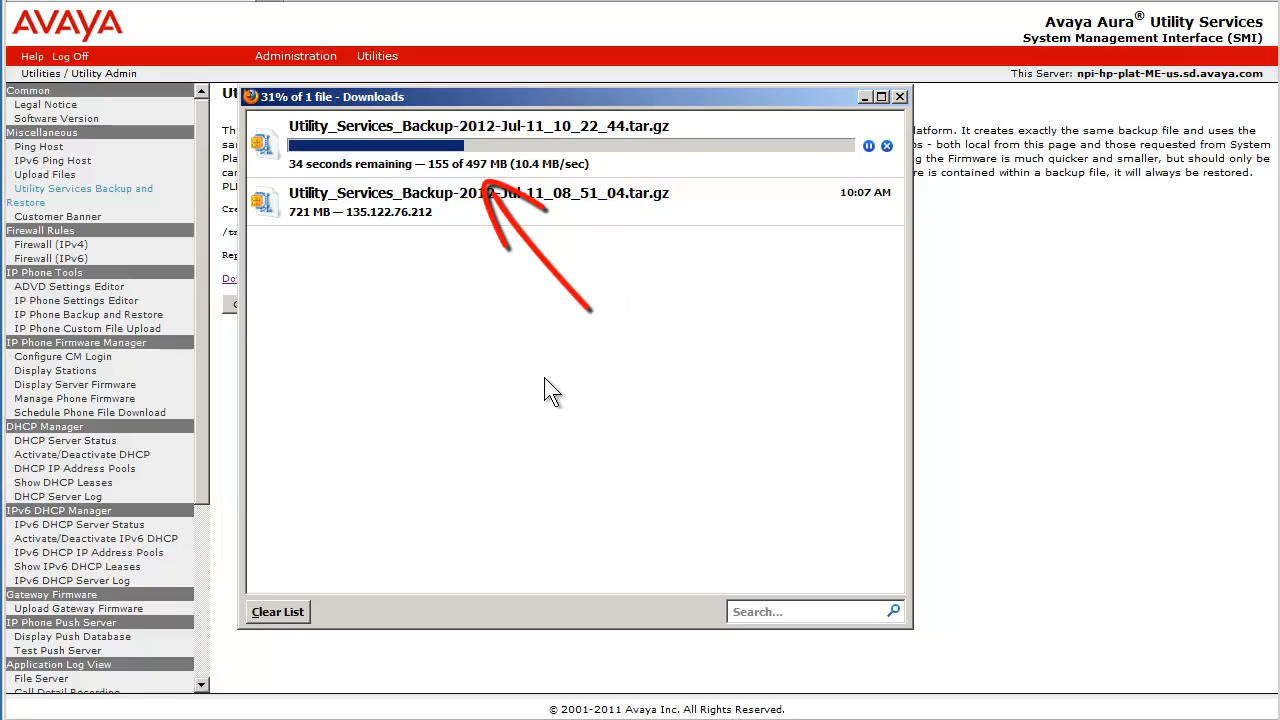 AVAYA
Avaya Aura® Utility Services
System Management Interface (SMI)
Help Log Off
Administration Utilities
Utilities / Utility Admin
This Server: npi-hp-plat-ME-us.sd.avaya.com
Common
Legal Notice
Software Version
Miscellaneous
Ping Host
IPv6 Ping Host
Upload Files
Utility Services Backup and
Restore
Customer Banner
Firewall Rules
Firewall (IPv4)
Firewall (IPv6)
IP Phone Tools
ADVD Settings Editor
IP Phone Settings Editor
IP Phone Backup and Restore
IP Phone Custom File Upload
IP Phone Firmware Manager
Configure CM Login
Display Stations
Display Server Firmware
Manage Phone Firmware
Schedule Phone File Download
DHCP Manager
DHCP Server Status
Activate/Deactivate DHCP
DHCP IP Address Pools
Show DHCP Leases
DHCP Server Log
IPv6 DHCP Manager
IPv6 DHCP Server Status
Activate/Deactivate IPv6 DHCP
IPv6 DHCP IP Address Pools
Show IPv6 DHCP Leases
IPv6 DHCP Server Log
Gateway Firmware
Upload Gateway Firmware
IP Phone Push Server
Display Push Database
Test Push Server
Application Log View
File Server
Call Detail Recording
31% of 1 file - Downloads
Utility_Services_Backup-2012-Jul-11_10_22_44.tar.gz
34 seconds remaining — 155 of 497 MB (10.4 MB/sec)
Utility_Services_Backup-2012-Jul-11_08_51_04.tar.gz
10:07 AM
721 MB — 135.122.76.212
Clear List
Search...
latform. It creates exactly the same backup file and uses the
s - both local from this page and those requested from System
g the Firmware is much quicker and smaller, but should only be
re is contained within a backup file, it will always be restored.
© 2001-2011 Avaya Inc. All Rights Reserved.